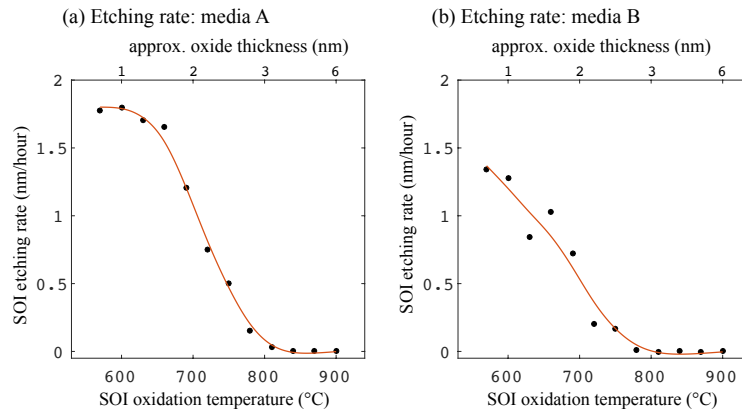 (a) Etching rate: media A
approx. oxide thickness (nm)
1 2 3 6
2
1.5
1
0.5
0
SOI etching rate (nm/hour)
600 700 800 900
SOI oxidation temperature (°C)
(b) Etching rate: media B
approx. oxide thickness (nm)
1 2 3 6
2
1.5
1
0.5
0
SOI etching rate (nm/hour)
600 700 800 900
SOI oxidation temperature (°C)